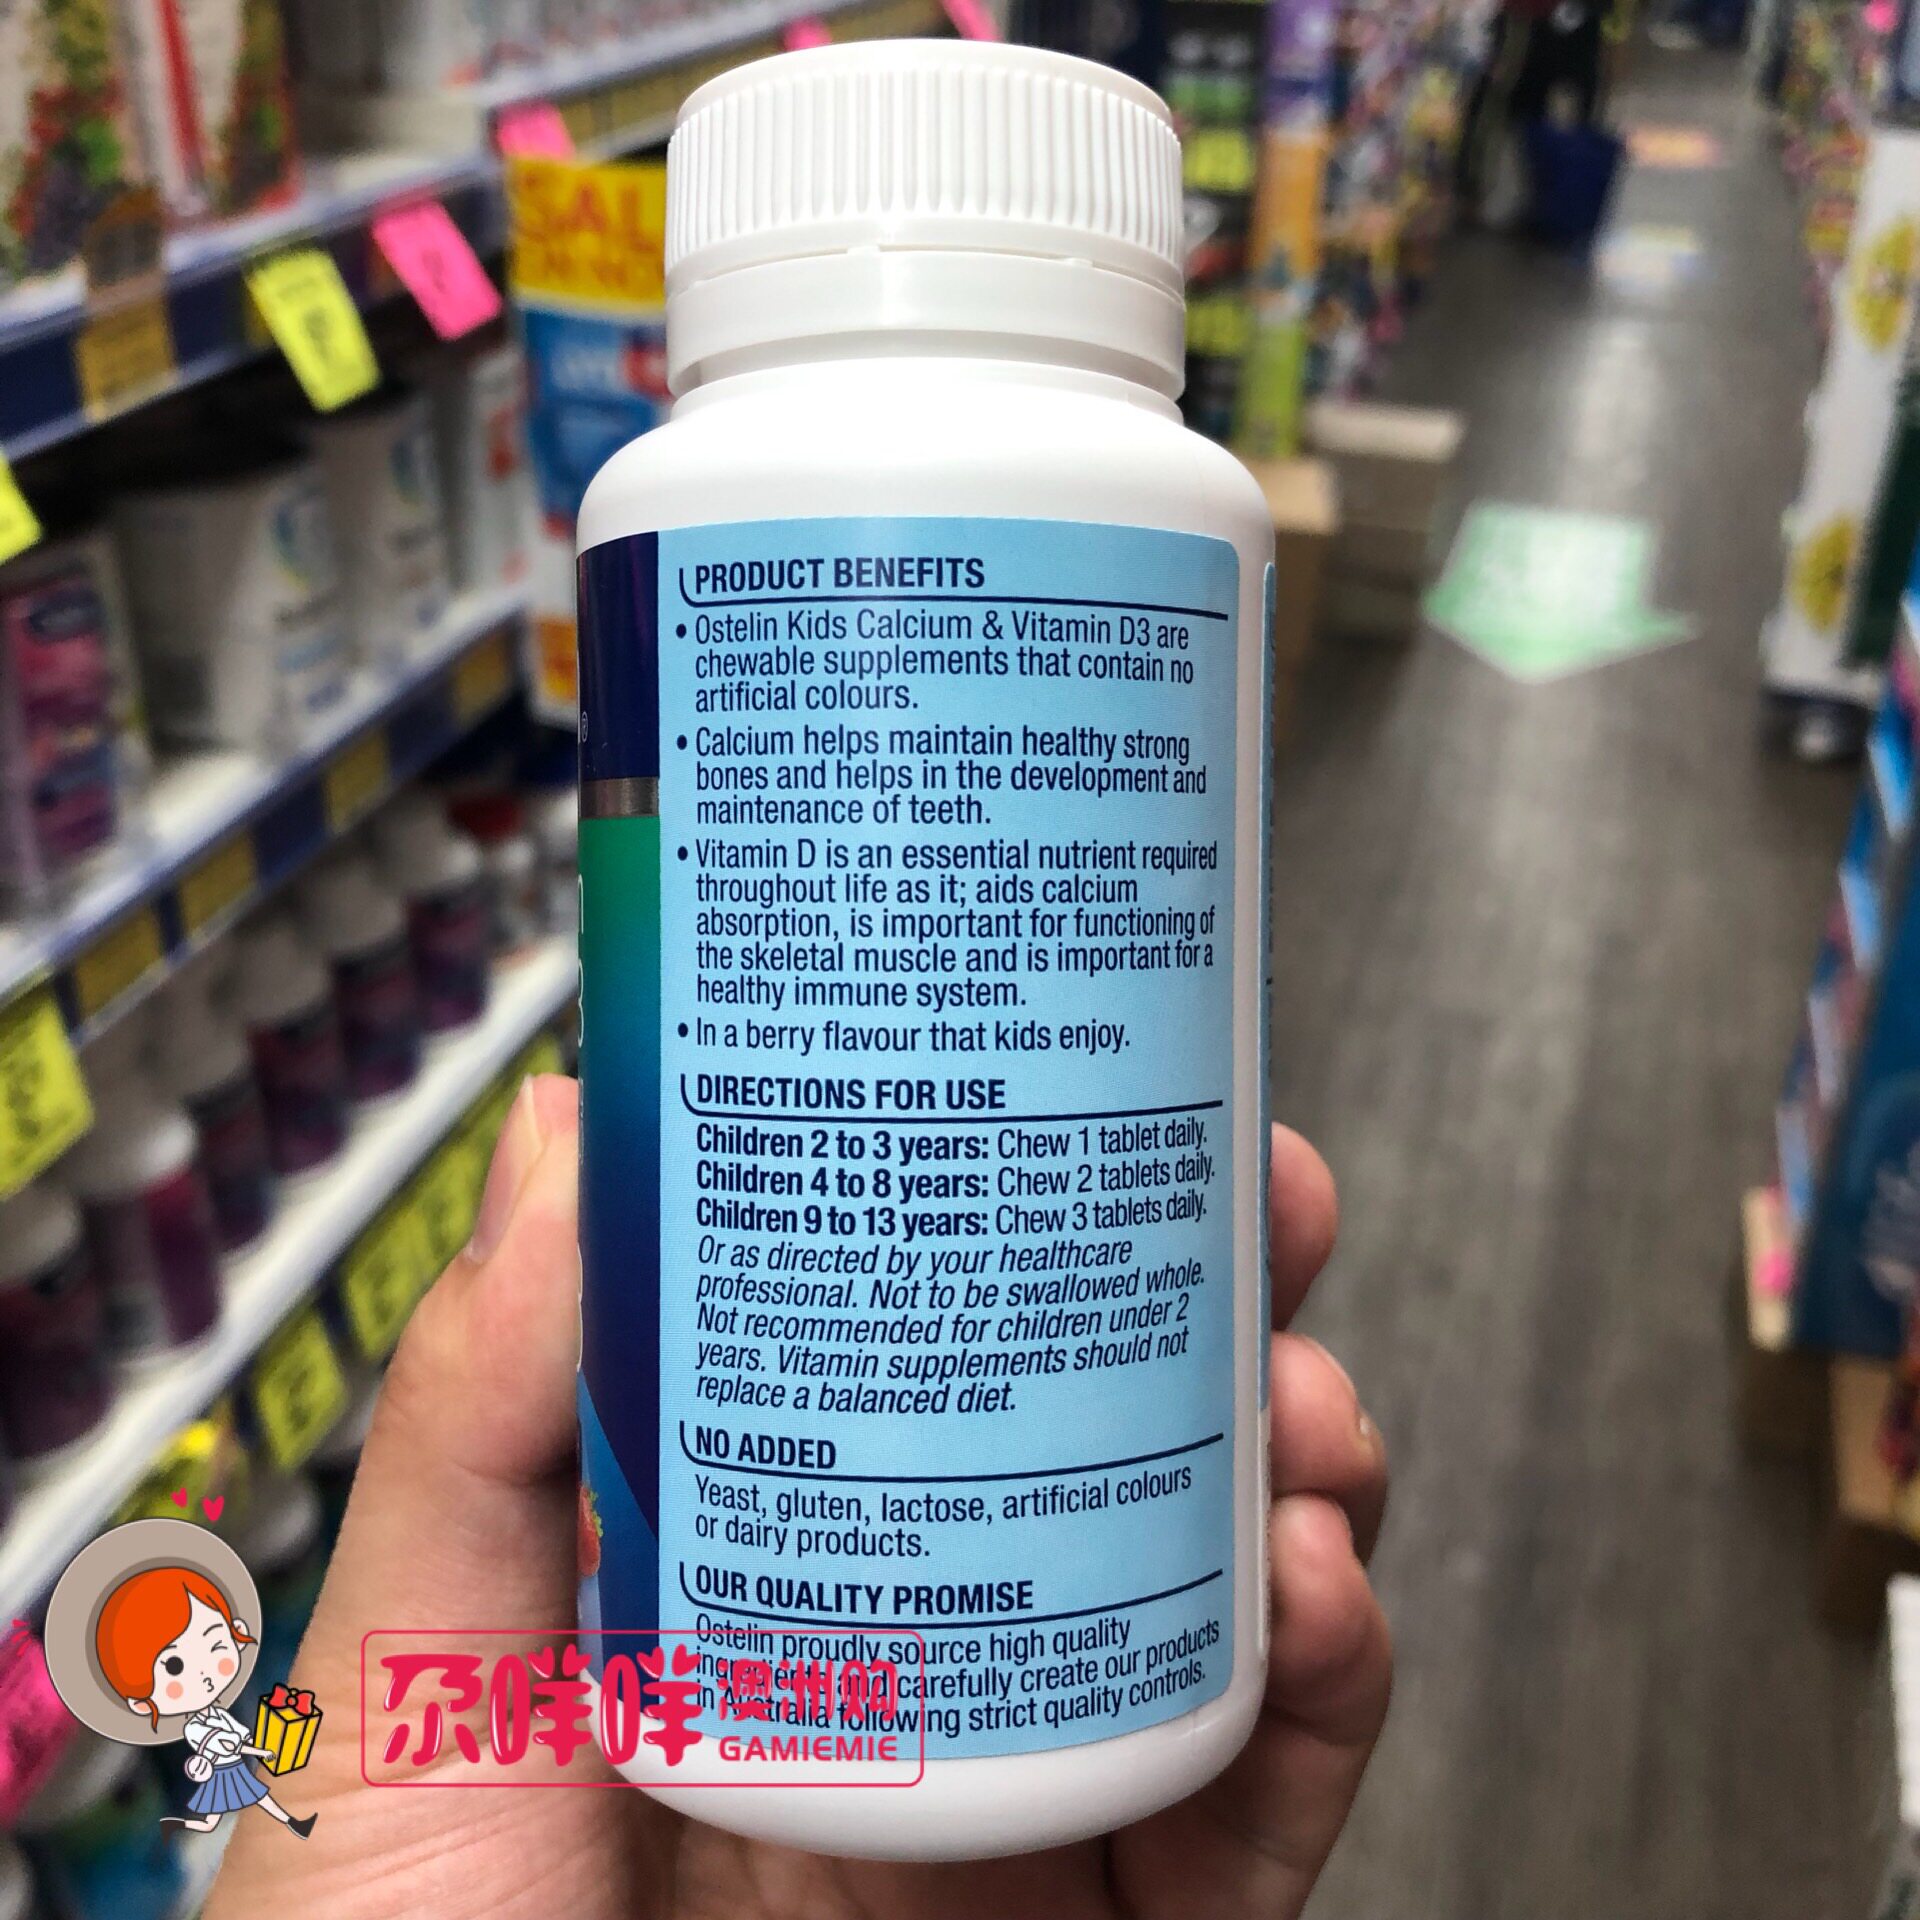 PRODUCT BENEFITS
• Ostelin Kids Calcium & Vitamin D3 are
chewable supplements that contain no
artificial colours.
• Calcium helps maintain healthy strong
bones and helps in the development and
maintenance of teeth.
• Vitamin D is an essential nutrient required
throughout life as it; aids calcium
absorption, is important for functioning of
the skeletal muscle and is important for a
healthy immune system.
• In a berry flavour that kids enjoy.
DIRECTIONS FOR USE
Children 2 to 3 years: Chew 1 tablet daily.
Children 4 to 8 years: Chew 2 tablets daily.
Children 9 to 13 years: Chew 3 tablets daily.
Or as directed by your healthcare
professional. Not to be swallowed whole.
Not recommended for children under 2
years. Vitamin supplements should not
replace a balanced diet.
NO ADDED
Yeast, gluten, lactose, artificial colours
or dairy products.
OUR QUALITY PROMISE
Ostelin proudly source high quality
ingredients and carefully create our products
in Australia following strict quality controls.
尕咩咩澳洲购
GAMIEMIE
SAL